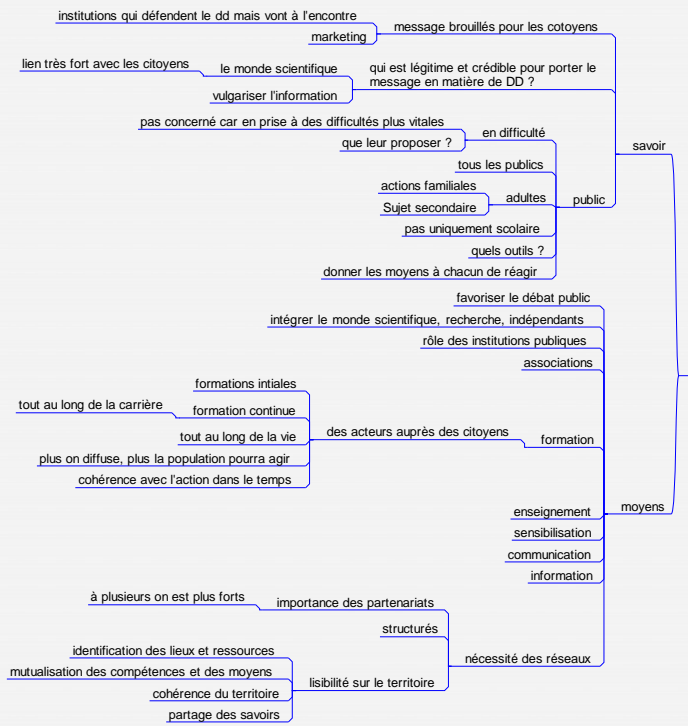 institutions qui défendent le dd mais vont à l'encontre
message brouillés pour les cotoyens
marketing
lien très fort avec les citoyens
le monde scientifique
qui est légitime et crédible pour porter le
message en matière de DD ?
vulgariser l'information
pas concerné car en prise à des difficultés plus vitales
en difficulté
que leur proposer ?
savoir
tous les publics
actions familiales
adultes
public
Sujet secondaire
pas uniquement scolaire
quels outils ?
donner les moyens à chacun de réagir
favoriser le débat public
intégrer le monde scientifique, recherche, indépendants
rôle des institutions publiques
associations
formations intiales
tout au long de la carrière
formation continue
tout au long de la vie
des acteurs auprès des citoyens
formation
plus on diffuse, plus la population pourra agir
cohérence avec l'action dans le temps
enseignement
moyens
sensibilisation
communication
information
à plusieurs on est plus forts
importance des partenariats
structurés
identification des lieux et ressources
nécessité des réseaux
mutualisation des compétences et des moyens
lisibilité sur le territoire
cohérence du territoire
partage des savoirs